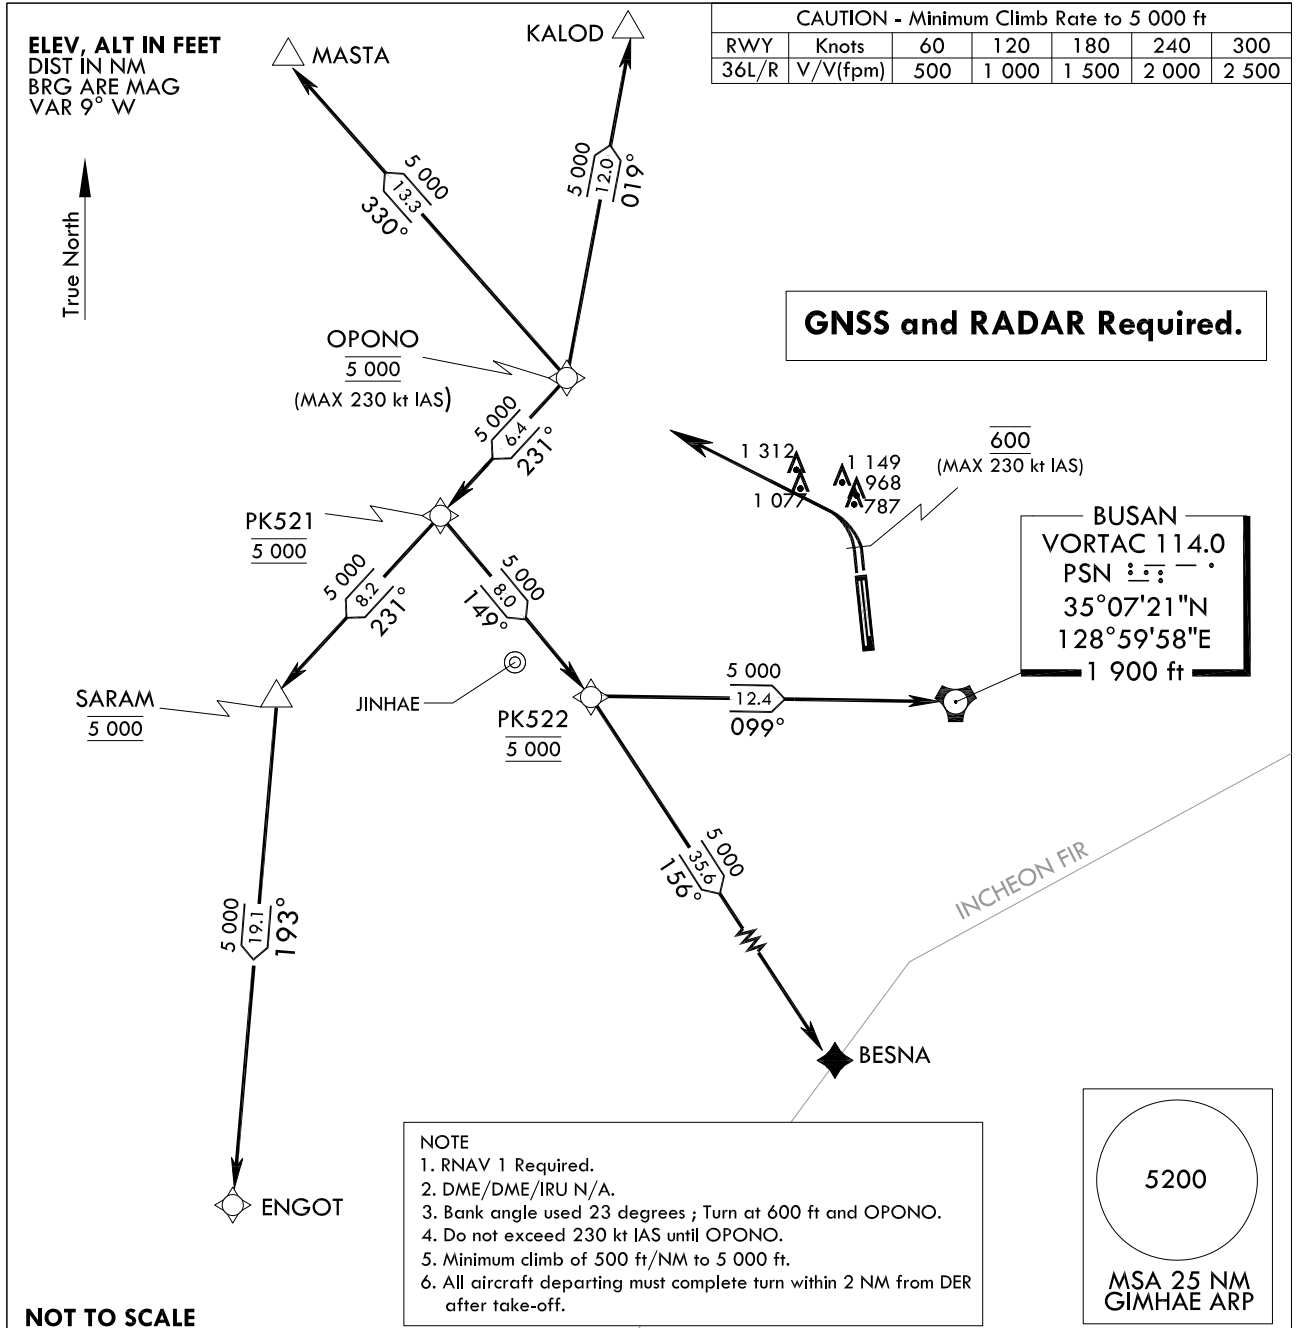 ELEV, ALT IN FEET
DIST IN NM
BRG ARE MAG
VAR 9° W
True North
MASTA
KALOD
CAUTION - Minimum Climb Rate to 5 000 ft
RWY Knots 60 120 180 240 300
36L/R V/V(fpm) 500 1 000 1 500 2 000 2 500
5 000
13.3
330°
5 000
12.0
019°
GNSS and RADAR Required.
OPONO
5 000
(MAX 230 kt IAS)
5 000
6.4
231°
1 312
1 077
1 149
968
787
600
(MAX 230 kt IAS)
PK521
5 000
BUSAN
VORTAC 114.0
PSN
35°07'21"N
128°59'58"E
1 900 ft
5 000
8.2
231°
5 000
8.0
149°
SARAM
5 000
JINHAE
PK522
5 000
5 000
12.4
099°
5 000
35.6
156°
INCHEON FIR
5 000
19.1
193°
BESNA
ENGOT
NOTE
1. RNAV 1 Required.
2. DME/DME/IRU N/A.
3. Bank angle used 23 degrees ; Turn at 600 ft and OPONO.
4. Do not exceed 230 kt IAS until OPONO.
5. Minimum climb of 500 ft/NM to 5 000 ft.
6. All aircraft departing must complete turn within 2 NM from DER
after take-off.
5200
MSA 25 NM
GIMHAE ARP
NOT TO SCALE